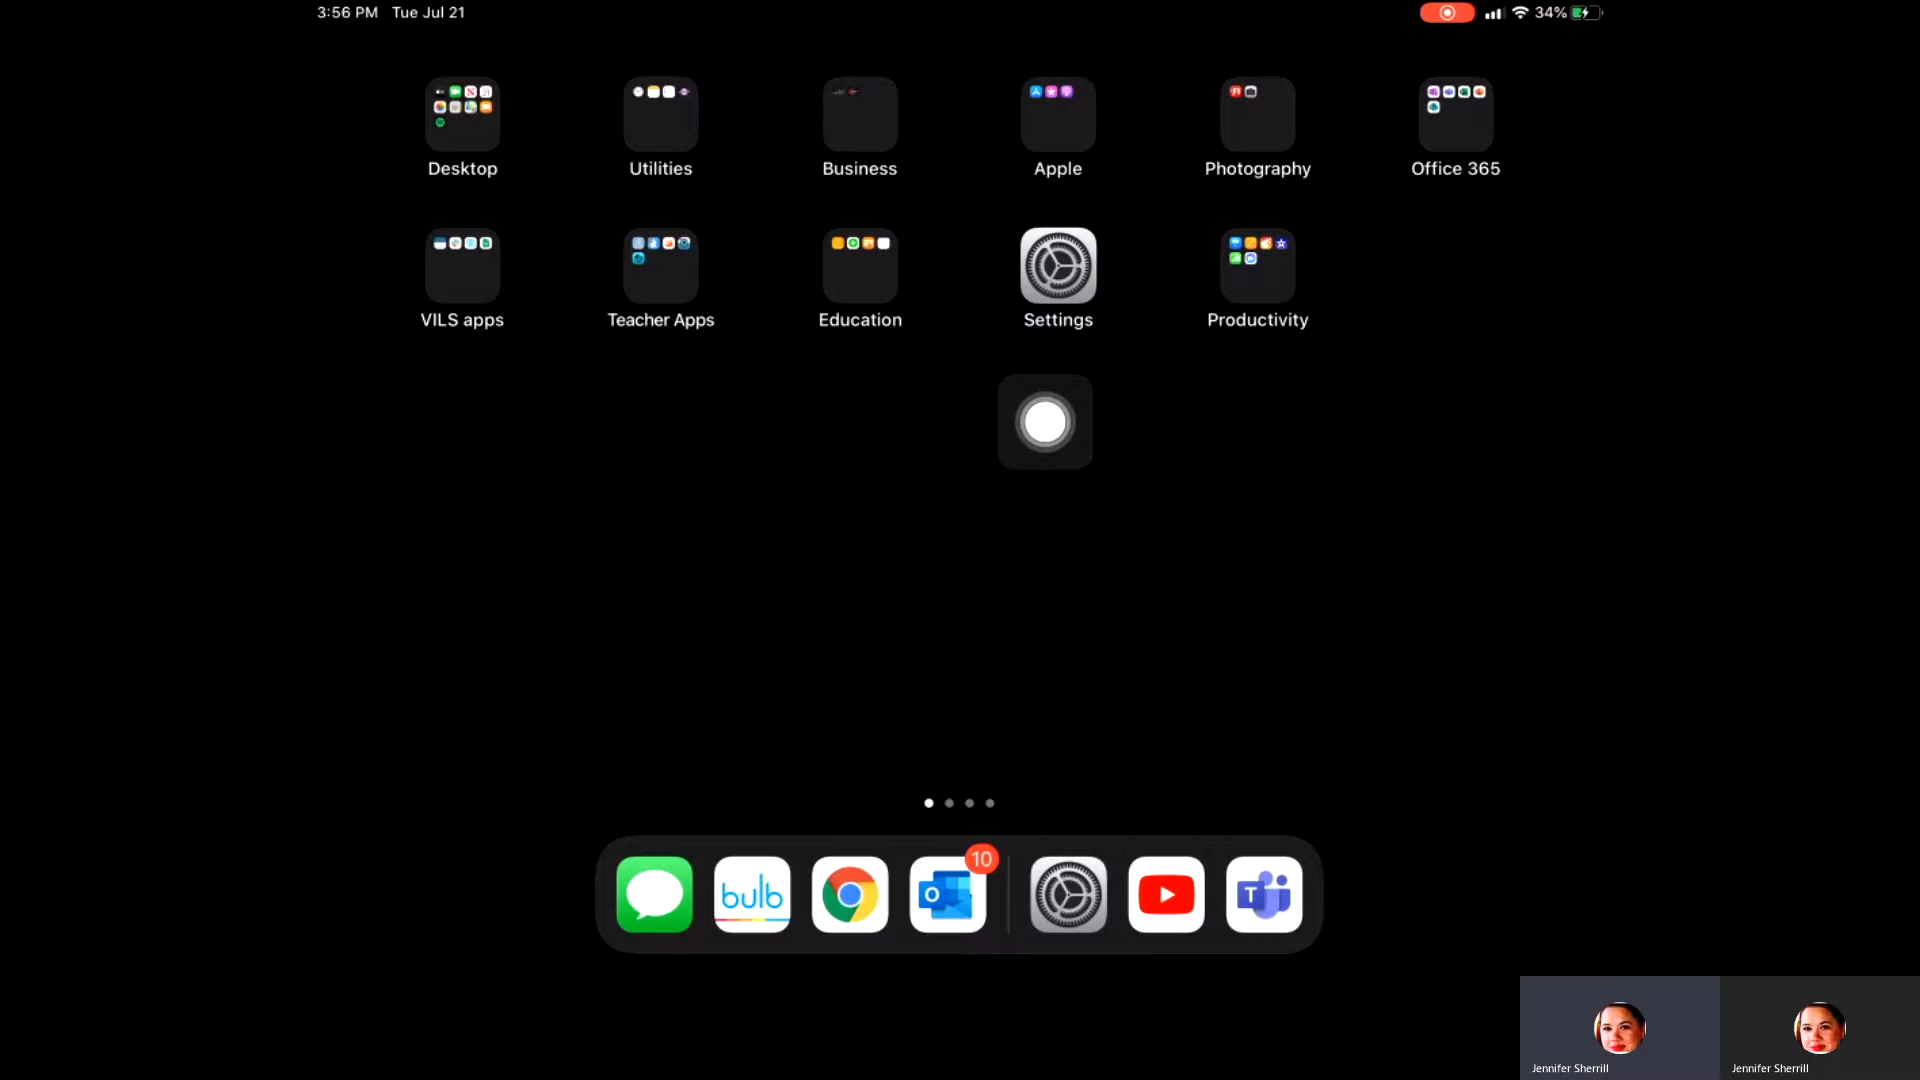 3:56 PM Tue Jul 21
34%
Desktop
Utilities
Business
Apple
Photography
Office 365
VILS apps
Teacher Apps
Education
Settings
Productivity
bulb
10
O
T
Jennifer Sherrill
Jennifer Sherrill